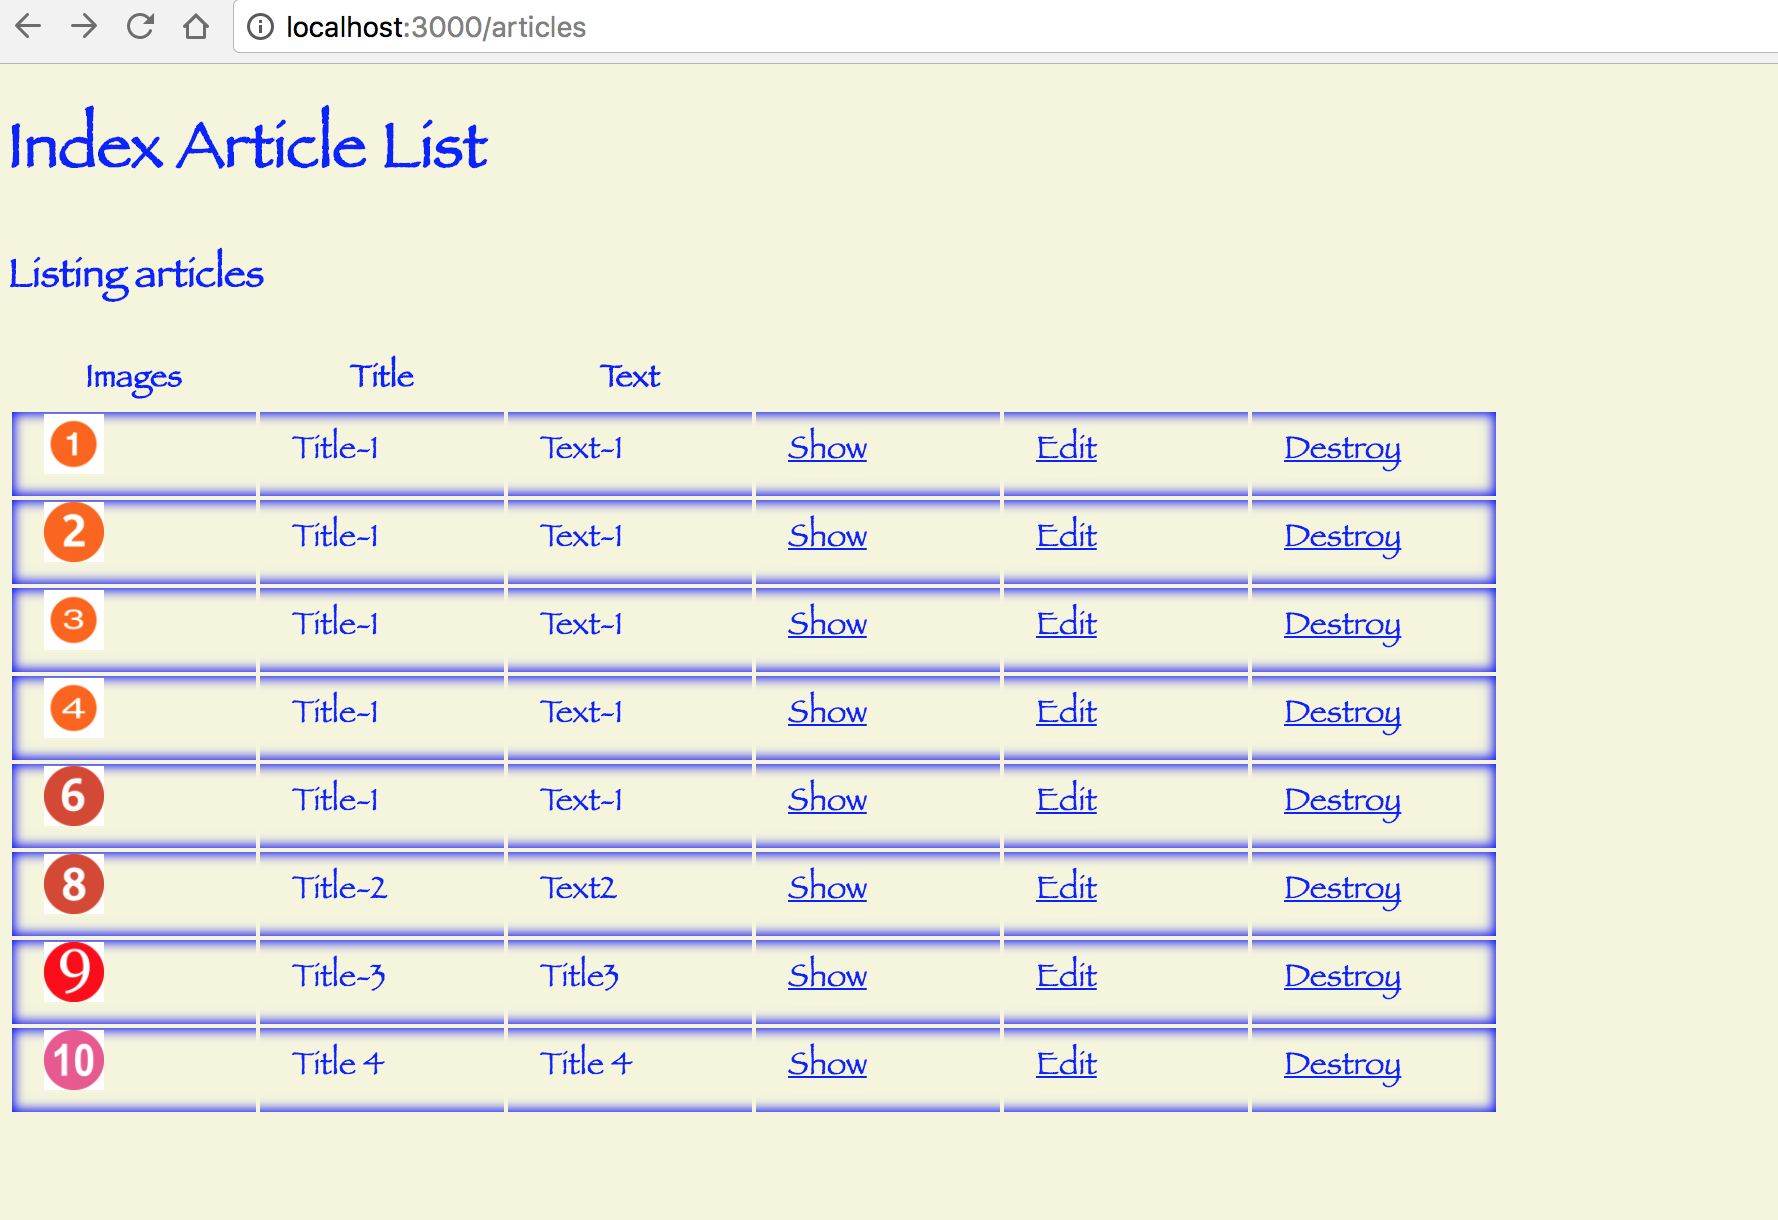 localhost:3000/articles
Index Article List
Listing articles
Images Title Text
1 Title-1 Text-1 Show Edit Destroy
2 Title-1 Text-1 Show Edit Destroy
3 Title-1 Text-1 Show Edit Destroy
4 Title-1 Text-1 Show Edit Destroy
6 Title-1 Text-1 Show Edit Destroy
8 Title-2 Text2 Show Edit Destroy
9 Title-3 Title3 Show Edit Destroy
10 Title 4 Title 4 Show Edit Destroy